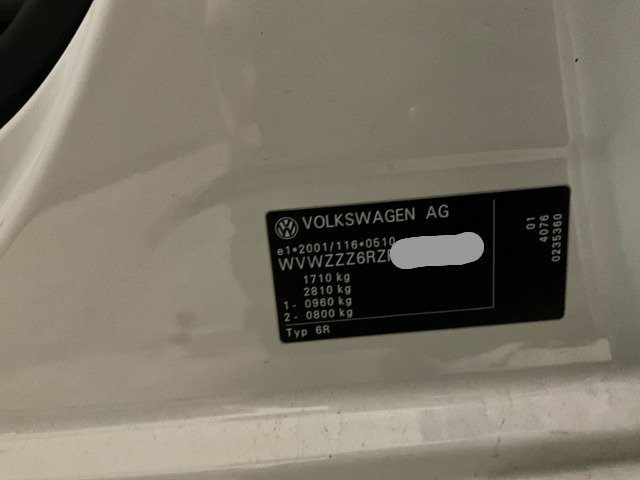 VOLKSWAGEN AG
e1*2001/116*0510
WVWZZZ6RZ
1710 kg
2810 kg
1- 0960 kg
2- 0800 kg
Typ 6R
01
4076
0235360